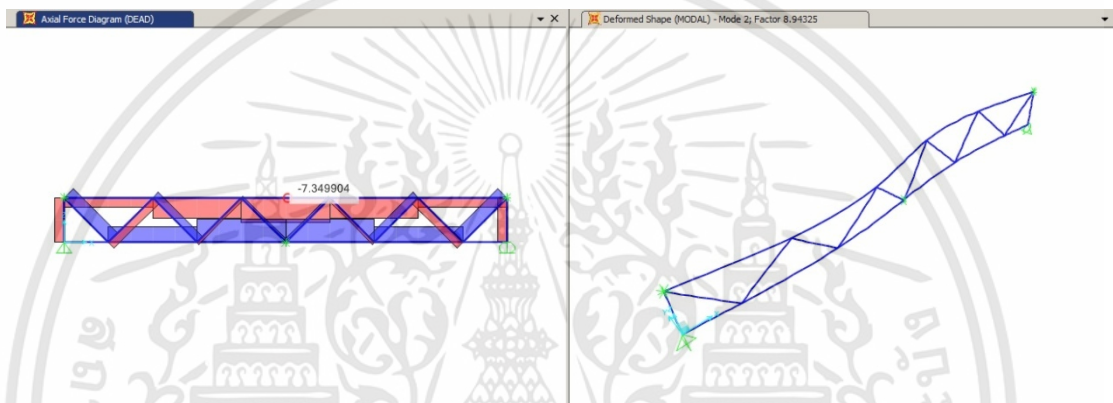 Axial Force Diagram (DEAD)
Deformed Shape (MODAL) - Mode 2; Factor 8.94325
-7.349904